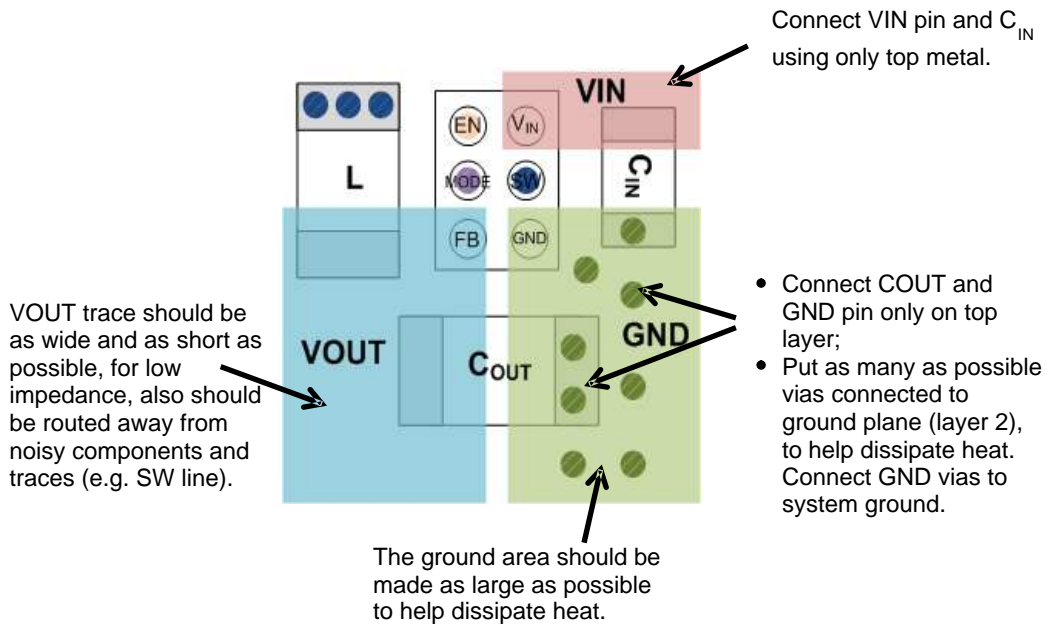 Connect VIN pin and CIN
using only top metal.
VIN
EN
VIN
L
CIN
MODE
SW
FB
GND
VOUT trace should be
as wide and as short as
possible, for low
impedance, also should
be routed away from
noisy components and
traces (e.g. SW line).
VOUT
COUT
GND
• Connect COUT and
GND pin only on top
layer;
• Put as many as possible
vias connected to
ground plane (layer 2),
to help dissipate heat.
Connect GND vias to
system ground.
The ground area should be
made as large as possible
to help dissipate heat.